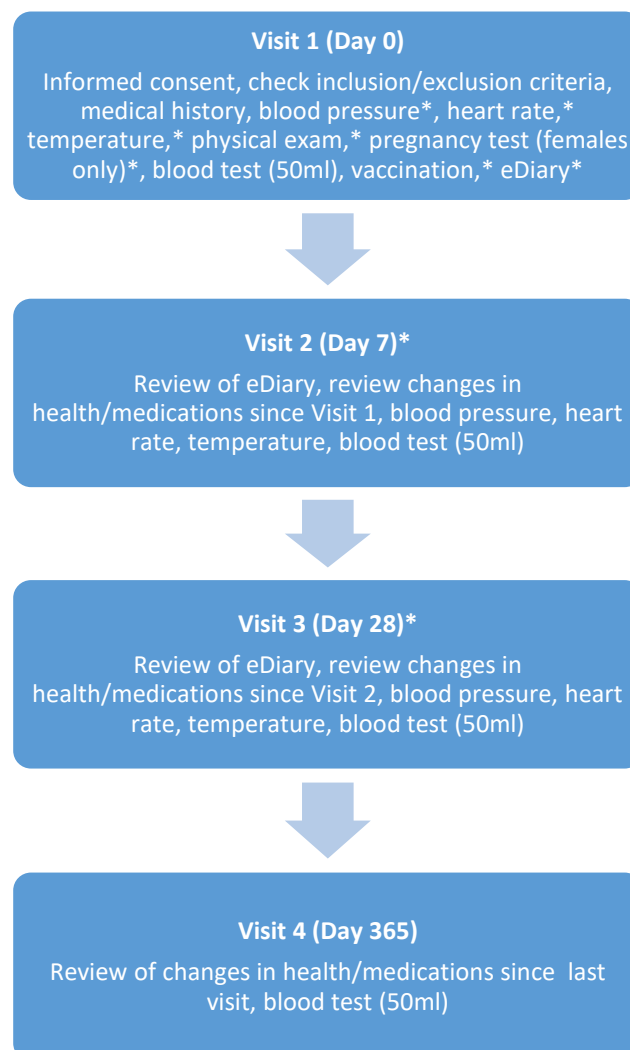 Visit 1 (Day 0)
Informed consent, check inclusion/exclusion criteria,
medical history, blood pressure*, heart rate,*
temperature,* physical exam,* pregnancy test (females
only)*, blood test (50ml), vaccination,* eDiary*
Visit 2 (Day 7)*
Review of eDiary, review changes in
health/medications since Visit 1, blood pressure, heart
rate, temperature, blood test (50ml)
Visit 3 (Day 28)*
Review of eDiary, review changes in
health/medications since Visit 2, blood pressure, heart
rate, temperature, blood test (50ml)
Visit 4 (Day 365)
Review of changes in health/medications since  last
visit, blood test (50ml)